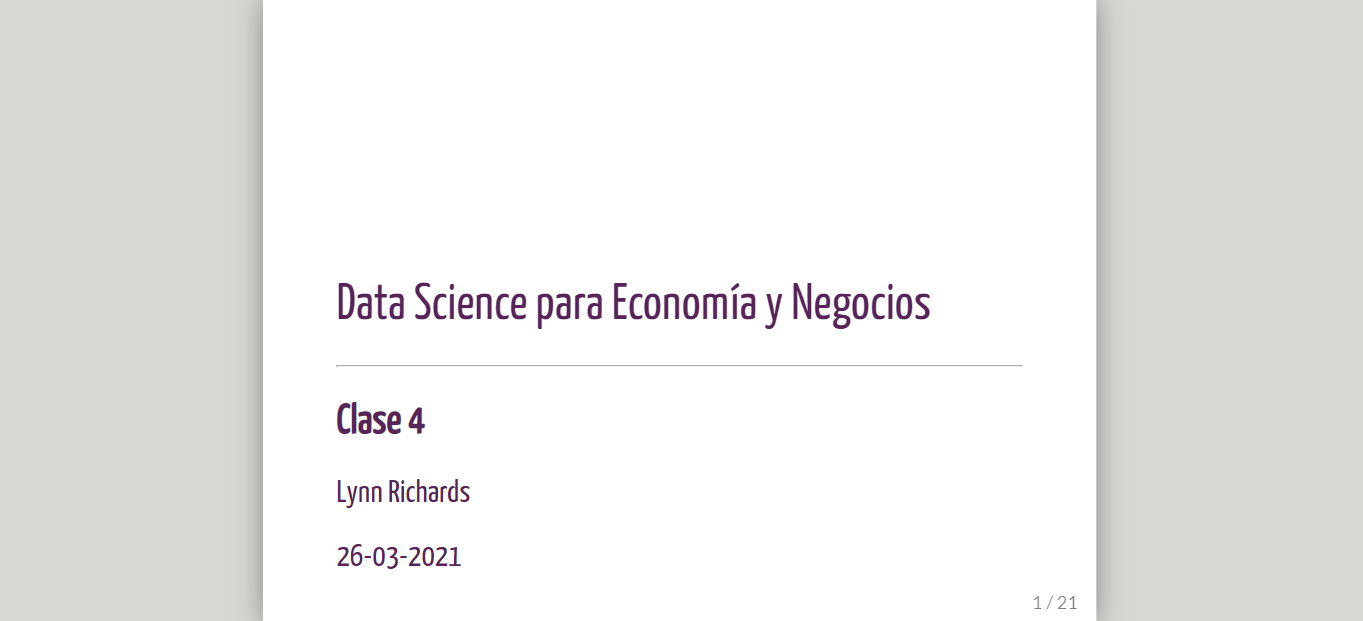 Data Science para Economía y Negocios
Clase 4
Lynn Richards
26-03-2021
1 / 21